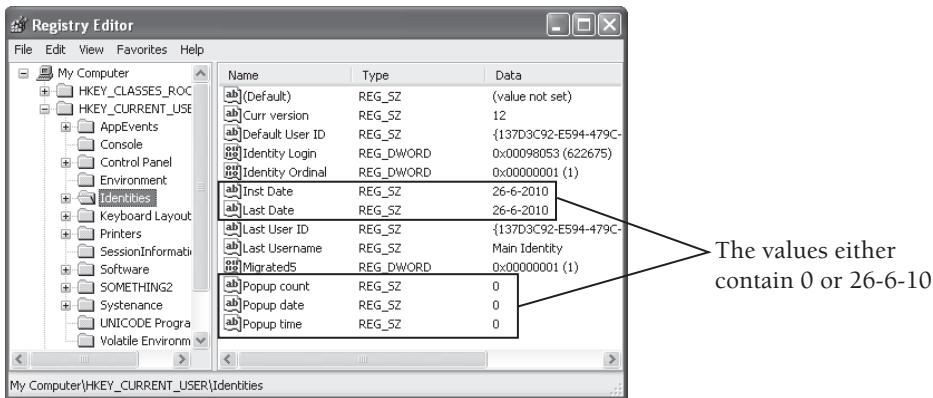 Registry Editor
File Edit View Favorites Help
My Computer
HKEY_CLASSES_ROC
HKEY_CURRENT_USE
AppEvents
Console
Control Panel
Environment
Identities
Keyboard Layout
Printers
SessionInformati
Software
SOMETHING2
Systenance
UNICODE Progra
Volatile Environm
Name Type Data
(Default) REG_SZ (value not set)
Curr version REG_SZ 12
Default User ID REG_SZ {137D3C92-E594-479C-
Identity Login REG_DWORD 0x00098053 (622675)
Identity Ordinal REG_DWORD 0x00000001 (1)
Inst Date REG_SZ 26-6-2010
Last Date REG_SZ 26-6-2010
Last User ID REG_SZ {137D3C92-E594-479C-
Last Username REG_SZ Main Identity
Migrated5 REG_DWORD 0x00000001 (1)
Popup count REG_SZ 0
Popup date REG_SZ 0
Popup time REG_SZ 0
My Computer\HKEY_CURRENT_USER\Identities
The values either
contain 0 or 26-6-10